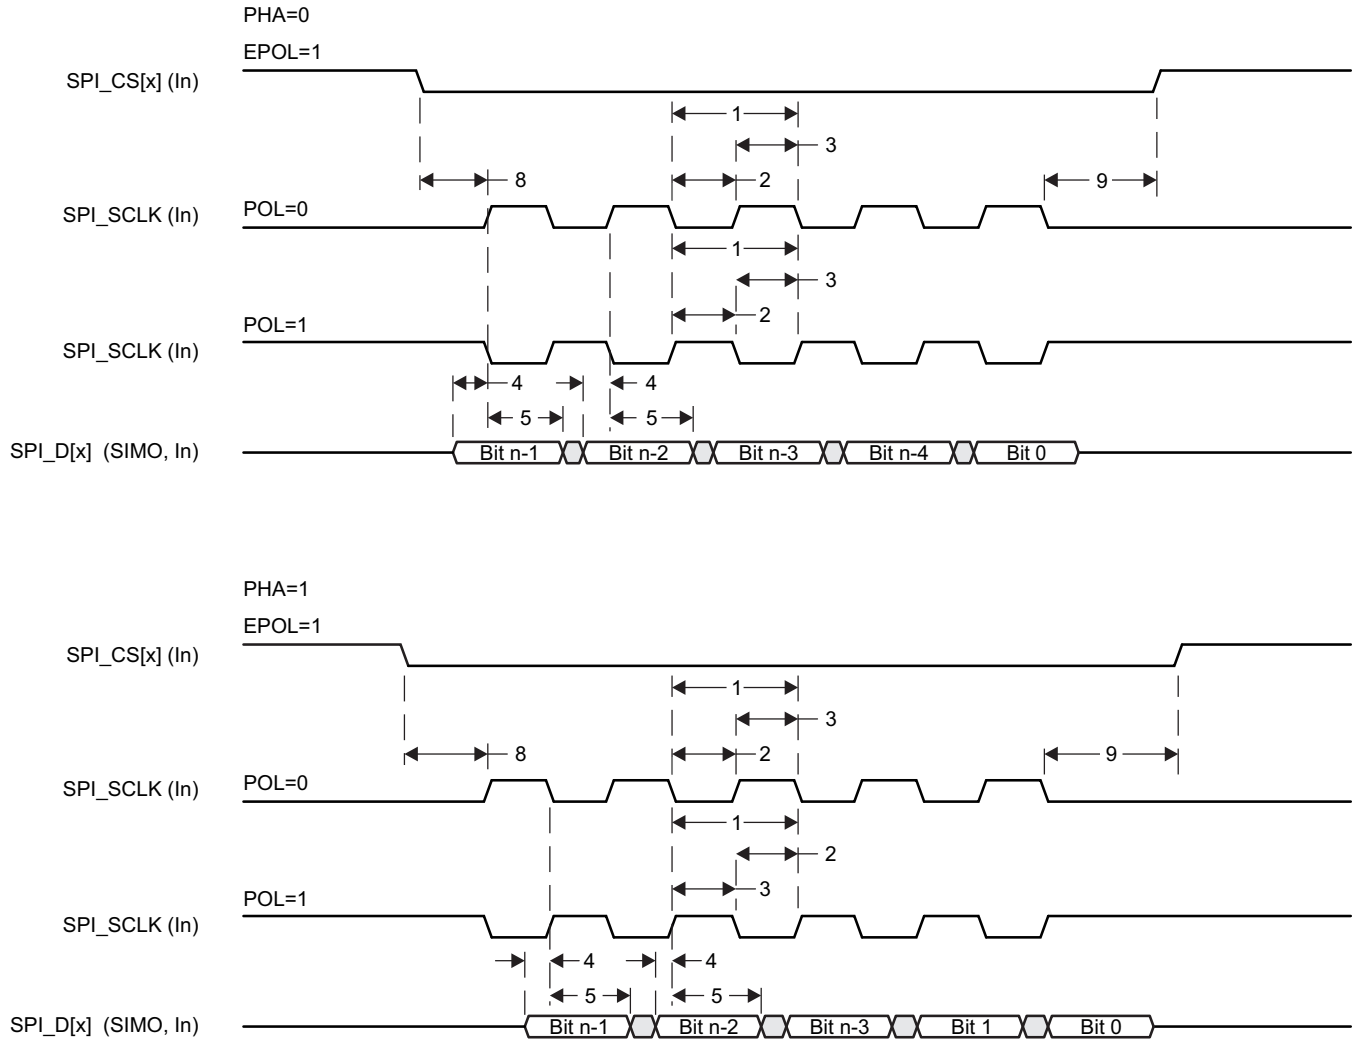 PHA=0
EPOL=1
SPI_CS[x] (In)
1
3
8
2
9
SPI_SCLK (In)
POL=0
1
3
2
POL=1
SPI_SCLK (In)
4
4
5
5
SPI_D[x] (SIMO, In)
Bit n-1
Bit n-2
Bit n-3
Bit n-4
Bit 0
PHA=1
EPOL=1
SPI_CS[x] (In)
1
3
8
2
9
SPI_SCLK (In)
POL=0
1
2
3
POL=1
SPI_SCLK (In)
4
4
5
5
SPI_D[x] (SIMO, In)
Bit n-1
Bit n-2
Bit n-3
Bit 1
Bit 0